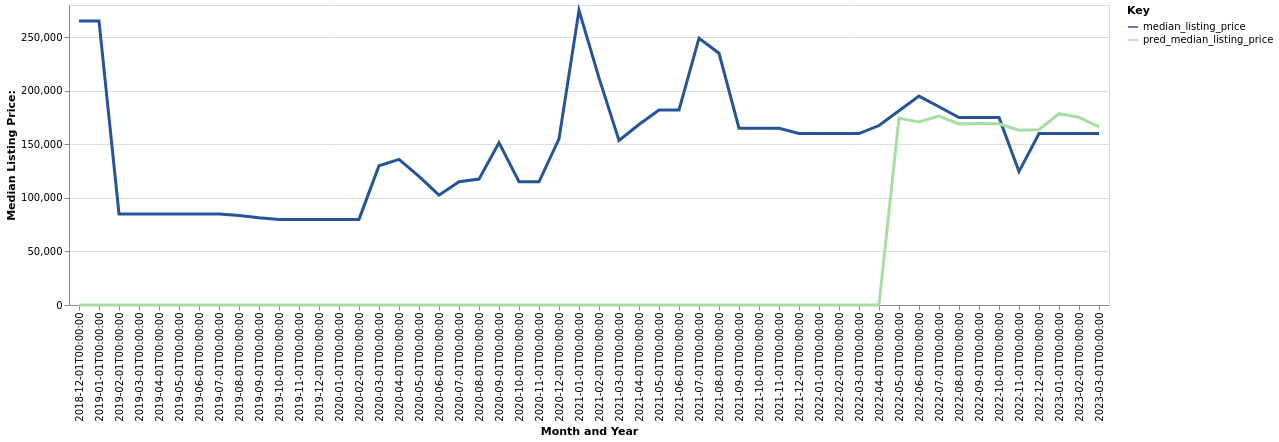 Key
median_listing_price
pred_median_listing_price
Median Listing Price:
250,000
200,000
150,000
100,000
50,000
0
2018-12-01T00:00:00
2019-01-01T00:00:00
2019-02-01T00:00:00
2019-03-01T00:00:00
2019-04-01T00:00:00
2019-05-01T00:00:00
2019-06-01T00:00:00
2019-07-01T00:00:00
2019-08-01T00:00:00
2019-09-01T00:00:00
2019-10-01T00:00:00
2019-11-01T00:00:00
2019-12-01T00:00:00
2020-01-01T00:00:00
2020-02-01T00:00:00
2020-03-01T00:00:00
2020-04-01T00:00:00
2020-05-01T00:00:00
2020-06-01T00:00:00
2020-07-01T00:00:00
2020-08-01T00:00:00
2020-09-01T00:00:00
2020-10-01T00:00:00
2020-11-01T00:00:00
2020-12-01T00:00:00
2021-01-01T00:00:00
2021-02-01T00:00:00
2021-03-01T00:00:00
2021-04-01T00:00:00
2021-05-01T00:00:00
2021-06-01T00:00:00
2021-07-01T00:00:00
2021-08-01T00:00:00
2021-09-01T00:00:00
2021-10-01T00:00:00
2021-11-01T00:00:00
2021-12-01T00:00:00
2022-01-01T00:00:00
2022-02-01T00:00:00
2022-03-01T00:00:00
2022-04-01T00:00:00
2022-05-01T00:00:00
2022-06-01T00:00:00
2022-07-01T00:00:00
2022-08-01T00:00:00
2022-09-01T00:00:00
2022-10-01T00:00:00
2022-11-01T00:00:00
2022-12-01T00:00:00
2023-01-01T00:00:00
2023-02-01T00:00:00
2023-03-01T00:00:00
Month and Year